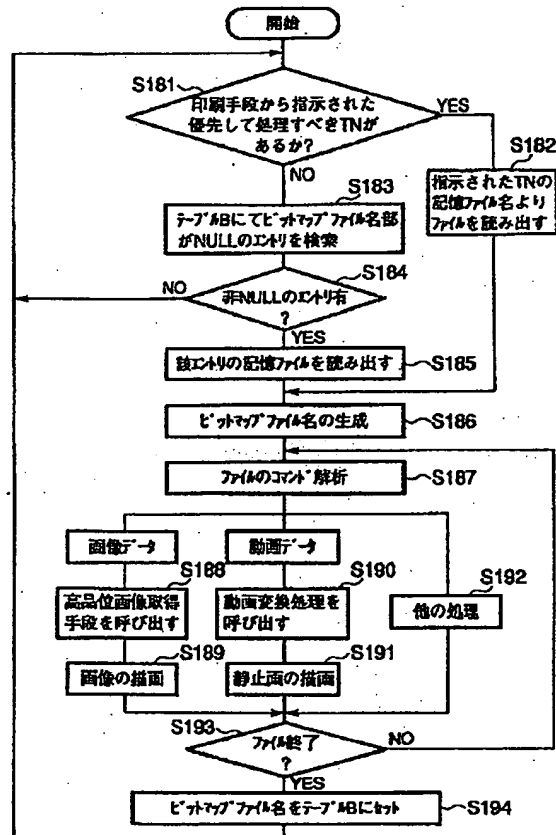 開始
S181
印刷手段から指示された
優先して処理すべきTNが
あるか?
YES
NO
S182
指示されたTNの
記憶ファイル名より
ファイルを読み出す
S183
テーブルBにてビットマップファイル名部
がNULLのエントリを検索
S184
NO
非NULLのエントリ有
?
YES
該エントリの記憶ファイルを読み出す
S185
ビットマップファイル名の生成
S186
ファイルのコマンド解析
S187
画像データ
動画データ
S188
S190
S192
高品位画像取得
手段を呼び出す
動画変換処理を
呼び出す
他の処理
S189
S191
画像の描画
静止画の描画
S193
ファイル終了
?
NO
YES
ビットマップファイル名をテーブルBにセット
S194